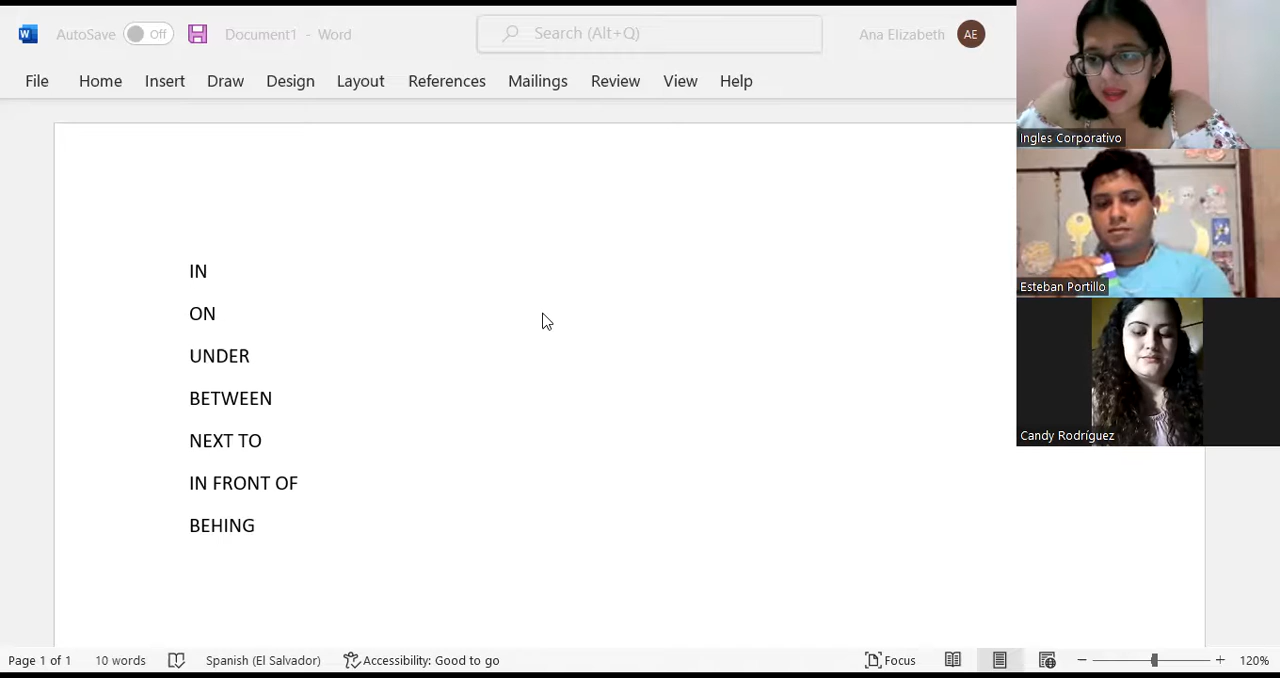 AutoSave Off Document1 - Word Search (Alt+Q) Ana Elizabeth AE
File Home Insert Draw Design Layout References Mailings Review View Help
IN
ON
UNDER
BETWEEN
NEXT TO
IN FRONT OF
BEHING
Ingles Corporativo
Esteban Portillo
Candy Rodríguez
Page 1 of 1 10 words Spanish (El Salvador) Accessibility: Good to go Focus 120%